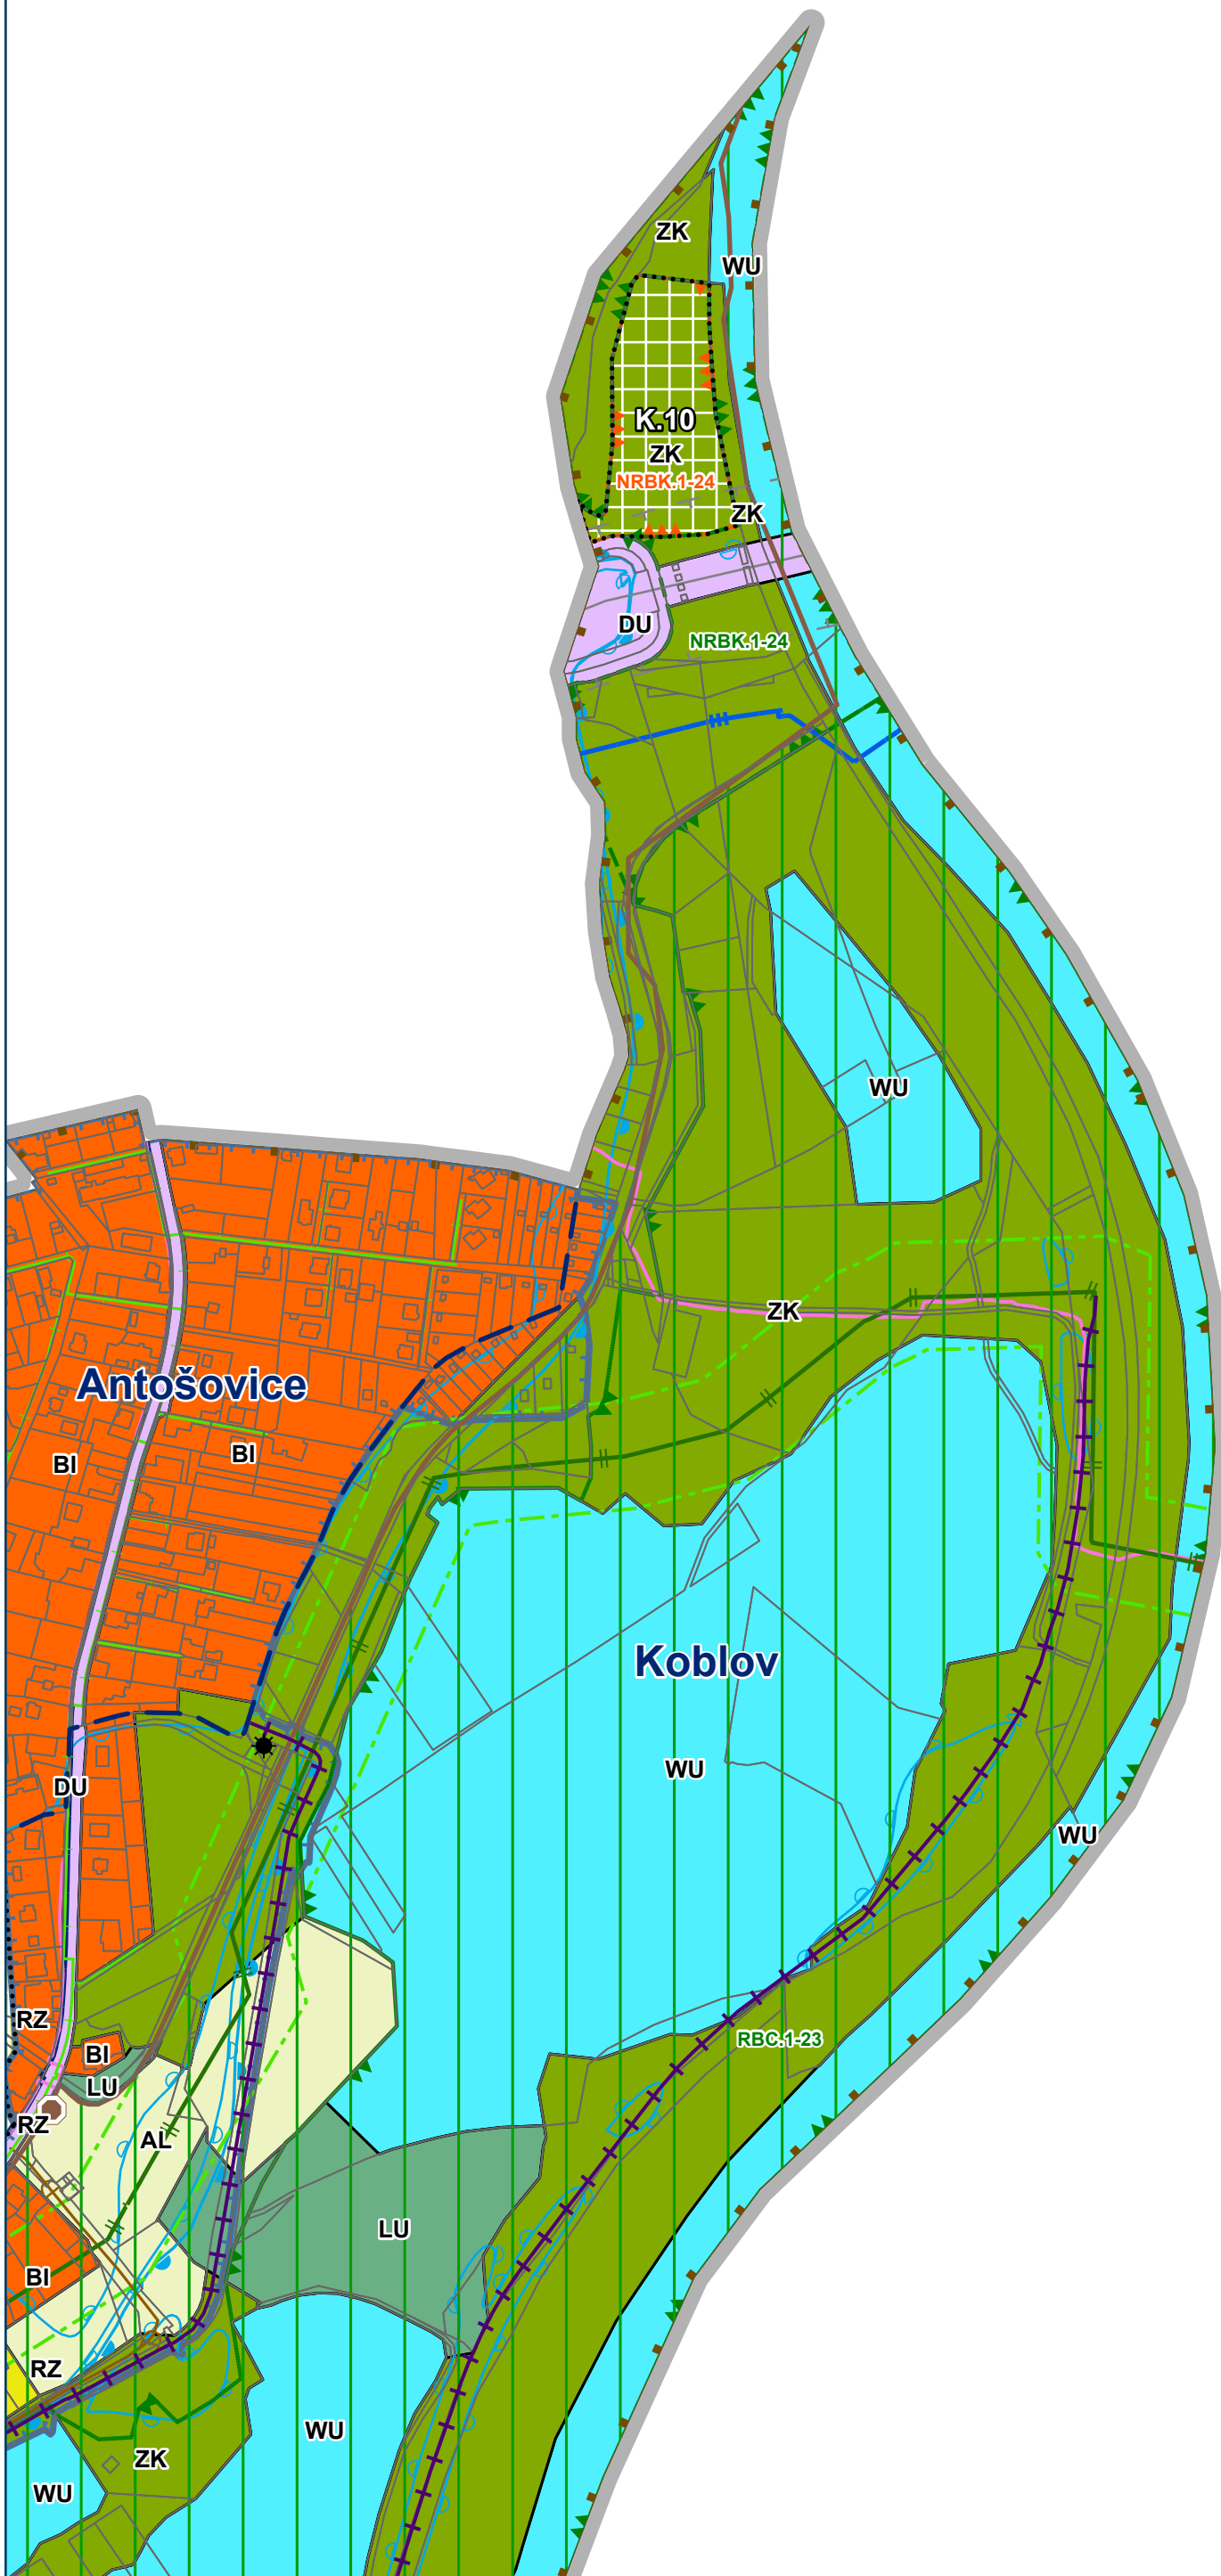 ZK
WU
K.10
ZK
NRBK.1-24
ZK
DU
NRBK.1-24
WU
ZK
Antošovice
BI
BI
Koblov
WU
DU
WU
RZ
RBC.1-23
BI
LU
RZ
AL
LU
BI
RZ
WU
ZK
WU